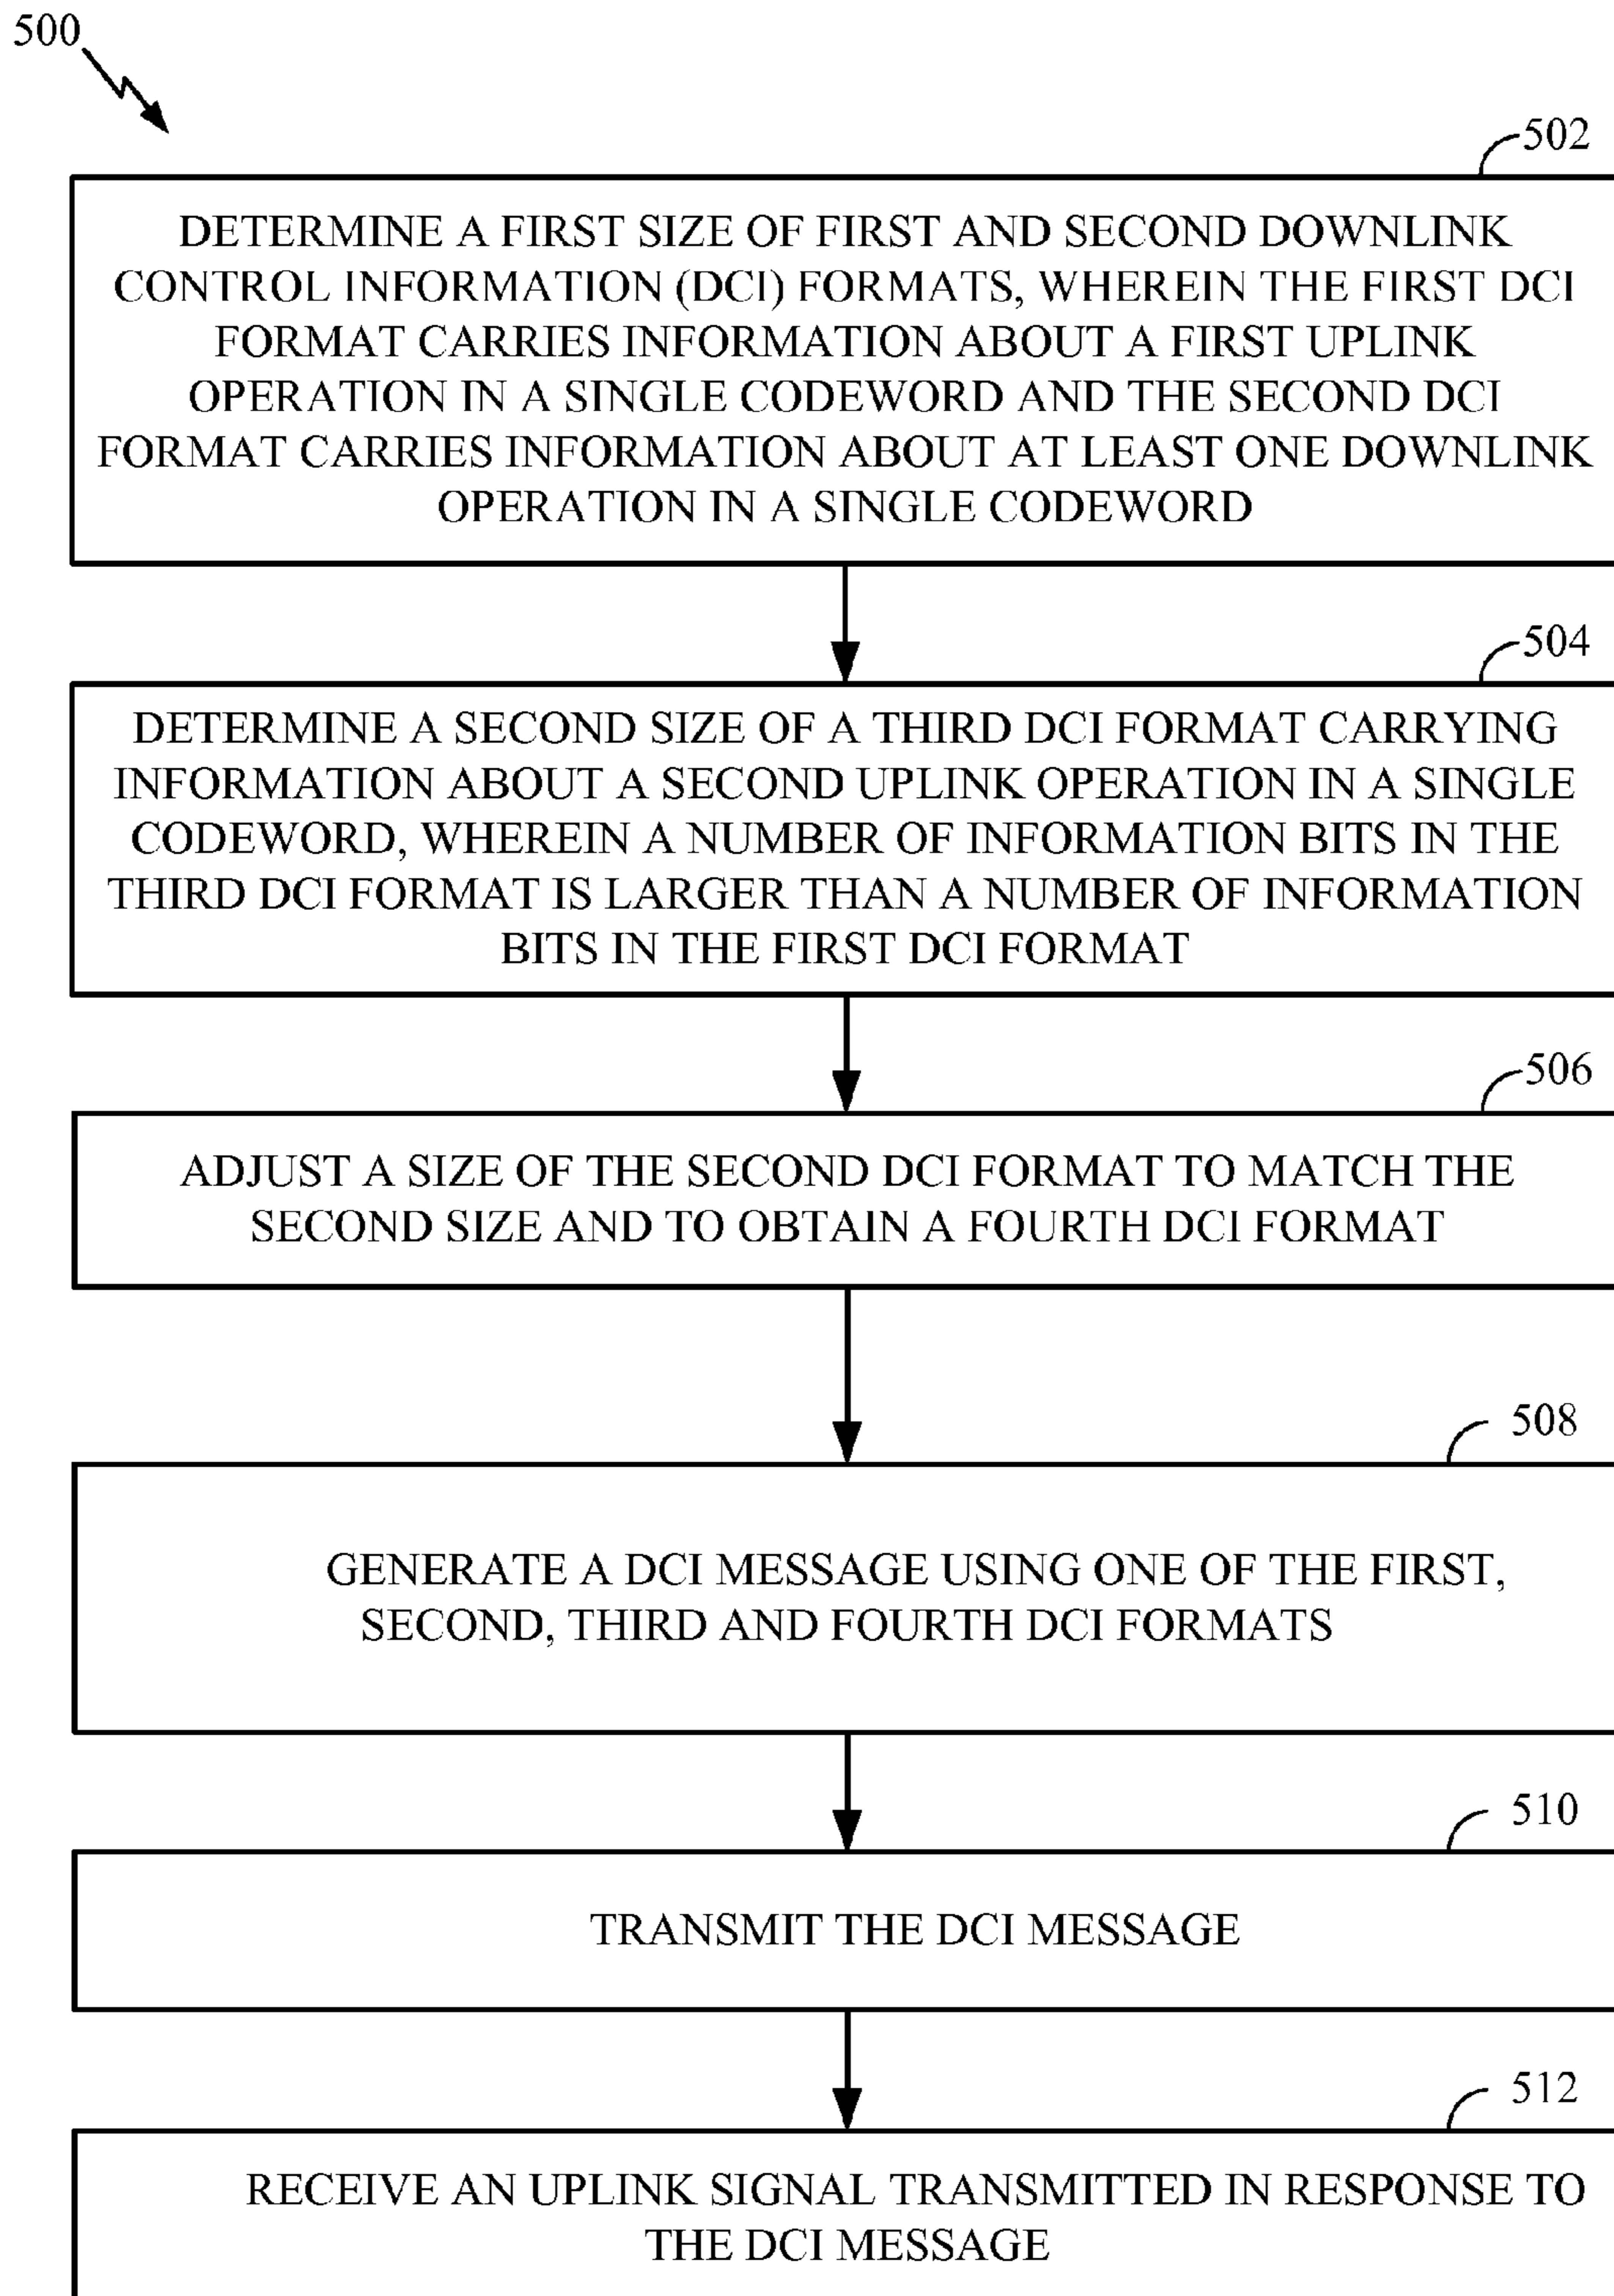 500
502
DETERMINE A FIRST SIZE OF FIRST AND SECOND DOWNLINK
CONTROL INFORMATION (DCI) FORMATS, WHEREIN THE FIRST DCI
FORMAT CARRIES INFORMATION ABOUT A FIRST UPLINK
OPERATION IN A SINGLE CODEWORD AND THE SECOND DCI
FORMAT CARRIES INFORMATION ABOUT AT LEAST ONE DOWNLINK
OPERATION IN A SINGLE CODEWORD
504
DETERMINE A SECOND SIZE OF A THIRD DCI FORMAT CARRYING
INFORMATION ABOUT A SECOND UPLINK OPERATION IN A SINGLE
CODEWORD, WHEREIN A NUMBER OF INFORMATION BITS IN THE
THIRD DCI FORMAT IS LARGER THAN A NUMBER OF INFORMATION
BITS IN THE FIRST DCI FORMAT
506
ADJUST A SIZE OF THE SECOND DCI FORMAT TO MATCH THE
SECOND SIZE AND TO OBTAIN A FOURTH DCI FORMAT
508
GENERATE A DCI MESSAGE USING ONE OF THE FIRST,
SECOND, THIRD AND FOURTH DCI FORMATS
510
TRANSMIT THE DCI MESSAGE
512
RECEIVE AN UPLINK SIGNAL TRANSMITTED IN RESPONSE TO
THE DCI MESSAGE